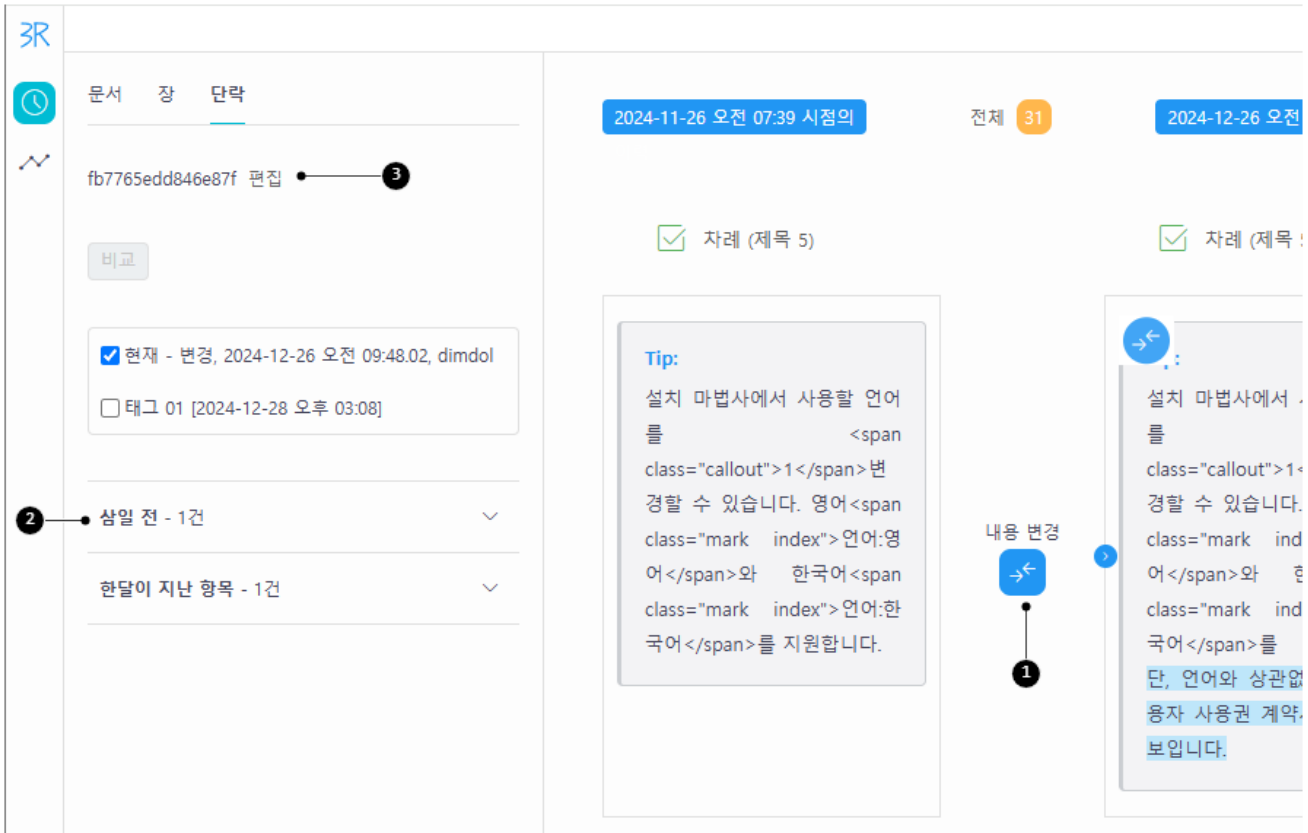 3R
문서 장 단락
fb7765edd846e87f 편집
3
비교
현재 - 변경, 2024-12-26 오전 09:48.02, dimdol
태그 01 [2024-12-28 오후 03:08]
2
삼일 전 - 1건
한달이 지난 항목 - 1건
2024-11-26 오전 07:39 시점의
전체 31
2024-12-26 오전
차례 (제목 5)
차례 (제목
Tip:
설치 마법사에서 사용할 언어
를 <span
class="callout">1</span>변
경할 수 있습니다. 영어<span
class="mark index">언어:영
어</span>와 한국어<span
class="mark index">언어:한
국어</span>를 지원합니다.
내용 변경
1
설치 마법사에서
를
class="callout">1<
경할 수 있습니다.
class="mark ind
어</span>와
class="mark ind
국어</span>를
단, 언어와 상관없
용자 사용권 계약
보입니다.